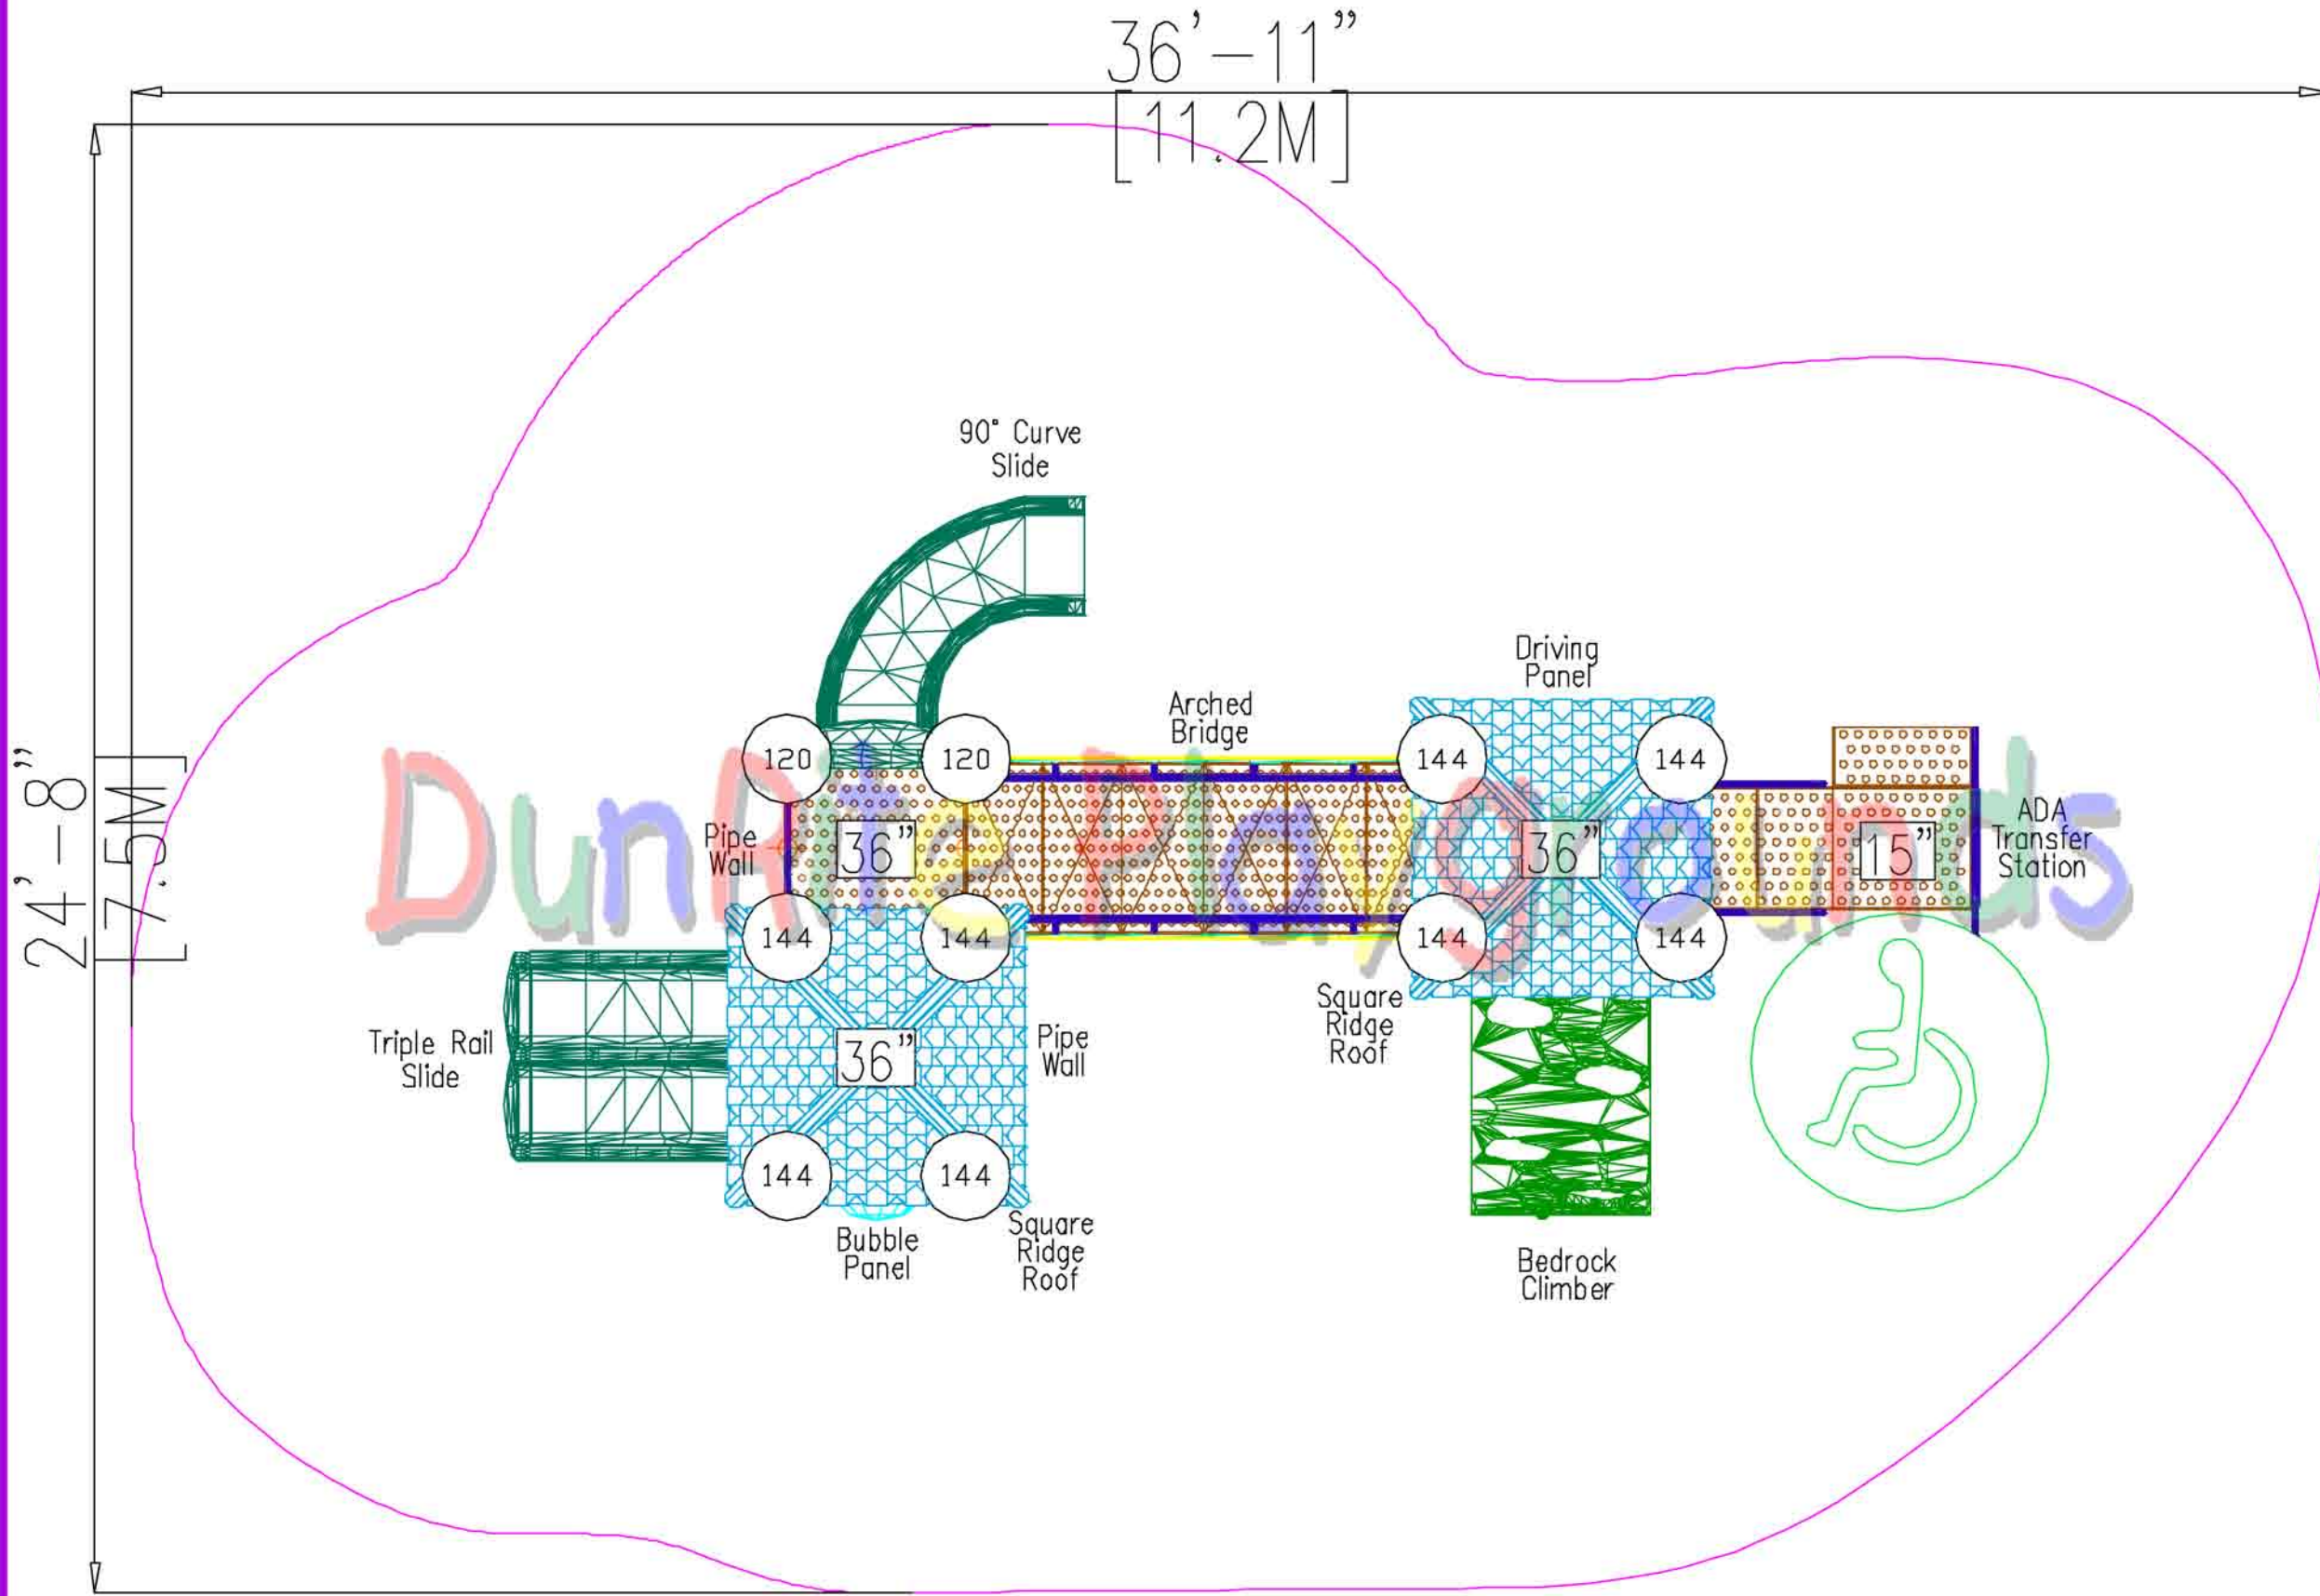 36'-11"
[11.2M]
24'-8"
[7.5M]
90° Curve
Slide
Driving
Panel
Arched
Bridge
120
120
144
144
Pipe
Wall
36"
36"
15"
ADA
Transfer
Station
DunRite Playgrounds
144
144
144
144
Triple Rail
Slide
36"
Pipe
Wall
Square
Ridge
Roof
144
144
Bubble
Panel
Square
Ridge
Roof
Bedrock
Climber